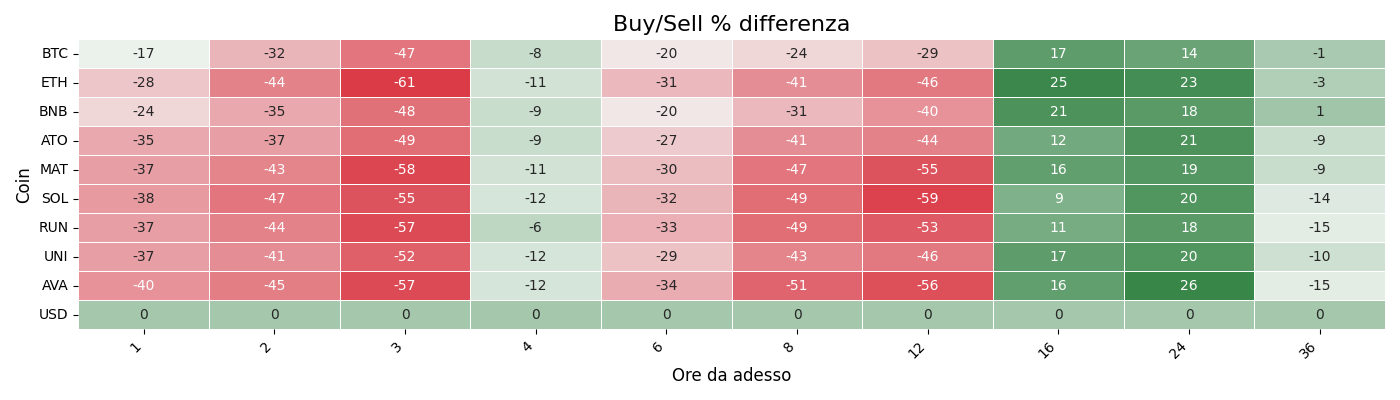 Buy/Sell % differenza
Coin
BTC -17 -32 -47 -8 -20 -24 -29 17 14 -1
ETH -28 -44 -61 -11 -31 -41 -46 25 23 -3
BNB -24 -35 -48 -9 -20 -31 -40 21 18 1
ATO -35 -37 -49 -9 -27 -41 -44 12 21 -9
MAT -37 -43 -58 -11 -30 -47 -55 16 19 -9
SOL -38 -47 -55 -12 -32 -49 -59 9 20 -14
RUN -37 -44 -57 -6 -33 -49 -53 11 18 -15
UNI -37 -41 -52 -12 -29 -43 -46 17 20 -10
AVA -40 -45 -57 -12 -34 -51 -56 16 26 -15
USD 0 0 0 0 0 0 0 0 0 0
1 2 3 4 6 8 12 16 24 36
Ore da adesso